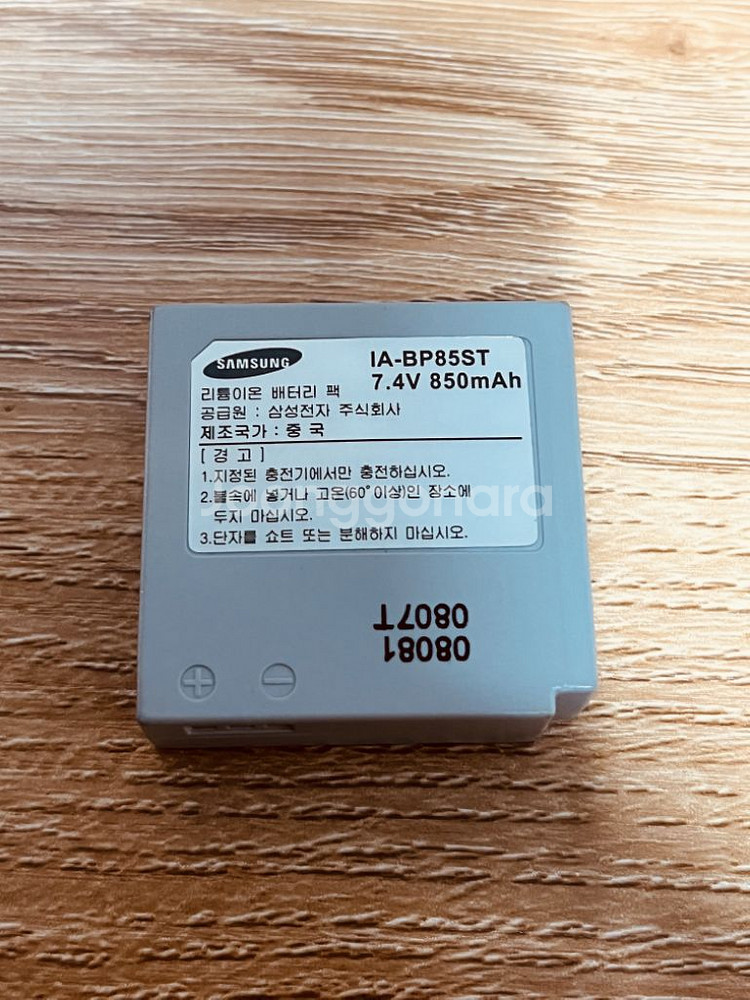 SAMSUNG
IA-BP85ST
7.4V 850mAh
리튬이온 배터리 팩
공급원 : 삼성전자 주식회사
제조국가 : 중 국
[ 경 고 ]
1.지정된 충전기에서만 충전하십시오.
2.불속에 넣거나 고온(60°이상)인 장소에
두지 마십시오.
3.단자를 쇼트 또는 분해하지 마십시오.
Joonggonara
08081
0807T